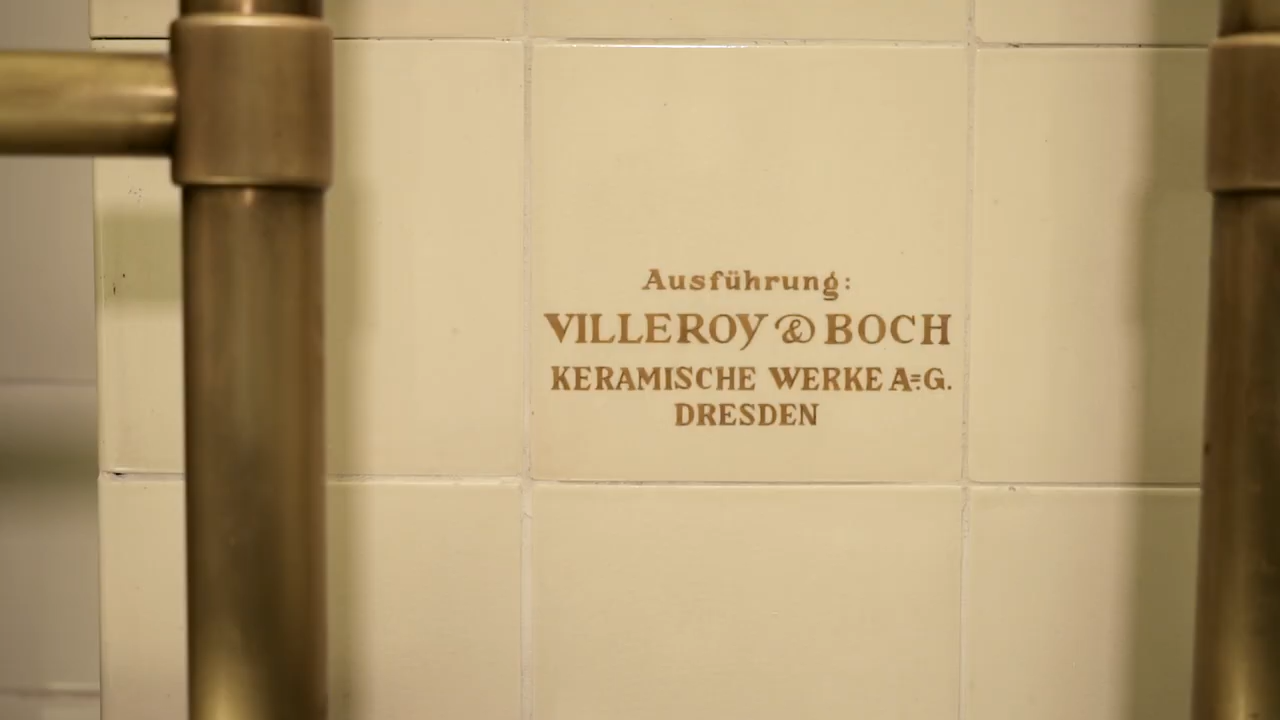 Ausführung:
VILLEROY & BOCH
KERAMISCHE WERKE A=G.
DRESDEN